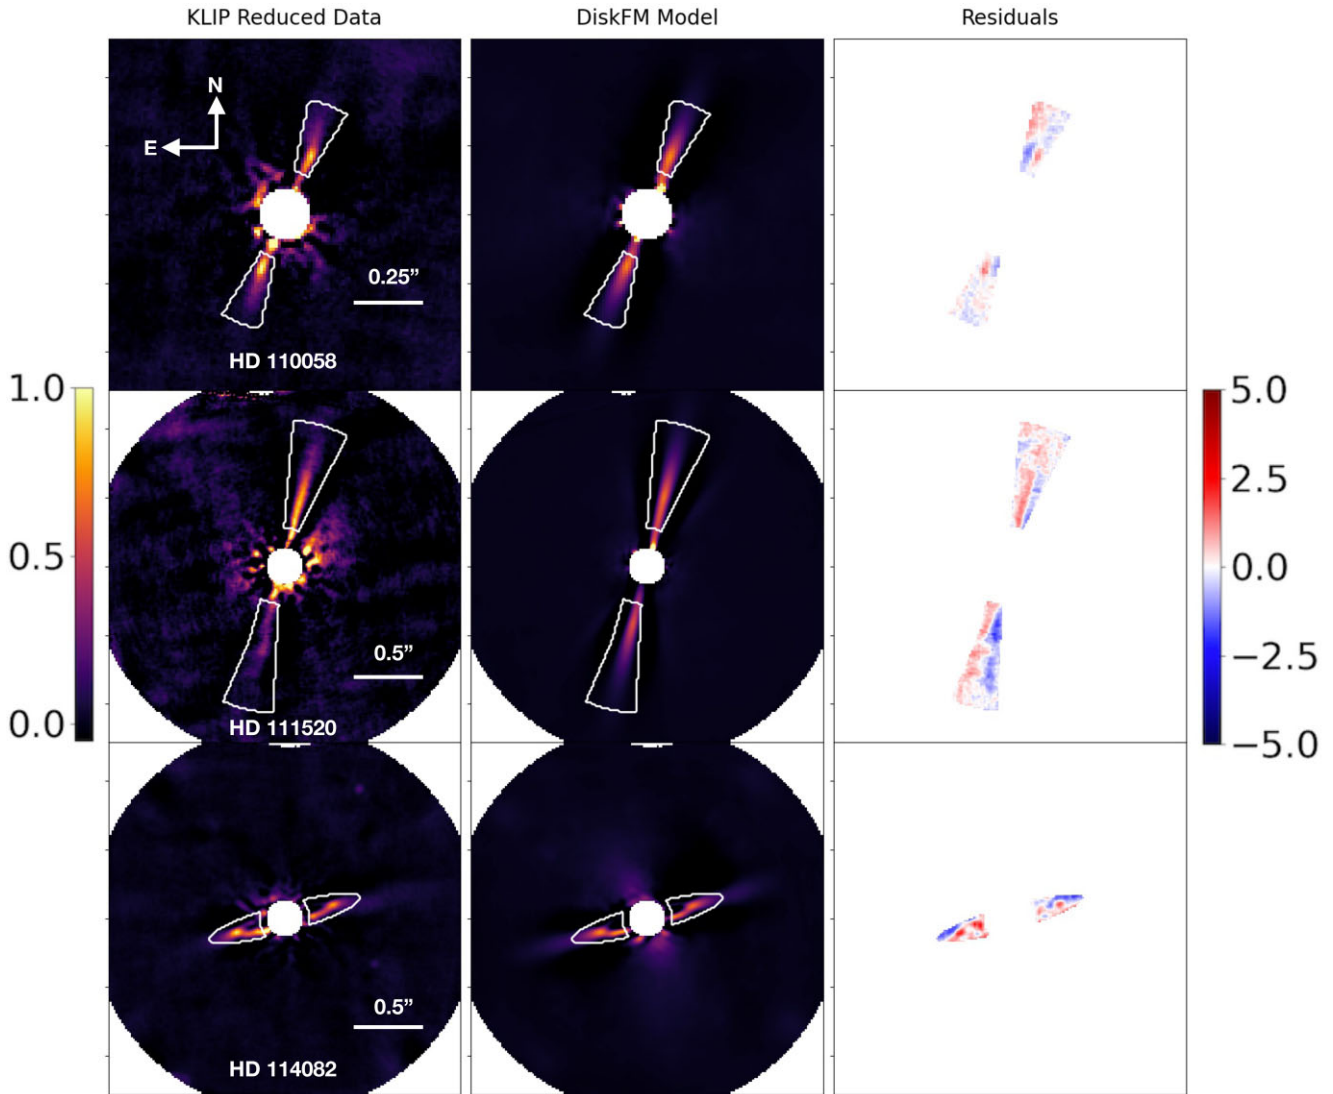 KLIP Reduced Data DiskFM Model Residuals
N
E
0.25”
HD 110058
1.0
0.5
0.0
5.0
2.5
0.0
−2.5
−5.0
0.5”
HD 111520
0.5”
HD 114082